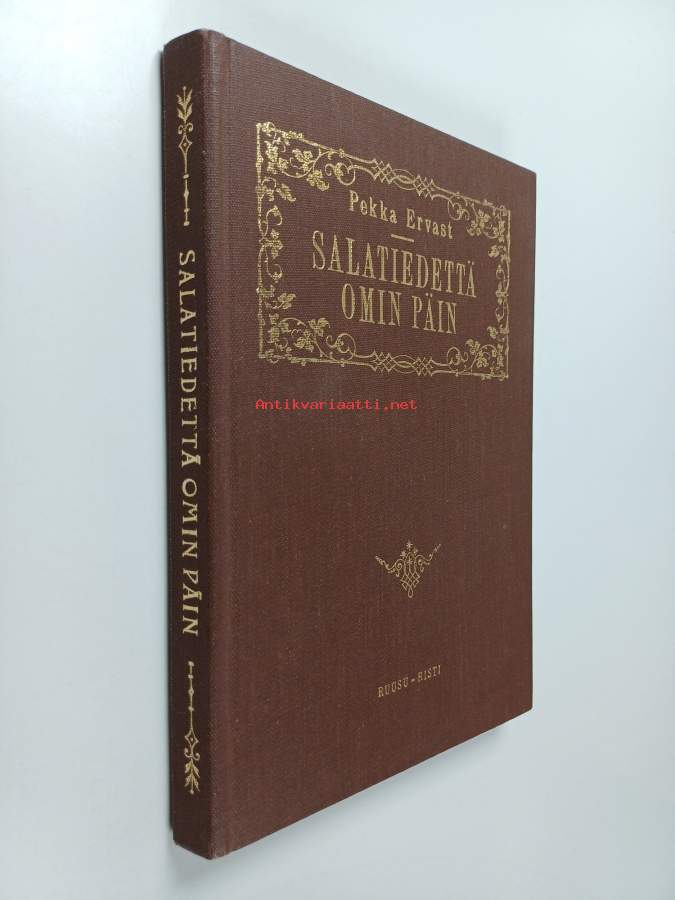 SALATIEDETTÄ OMIN PÄIN
Pekka Ervast
SALATIEDETTÄ
OMIN PÄIN
Antikvariaatti.net
RUUSU-RISTI